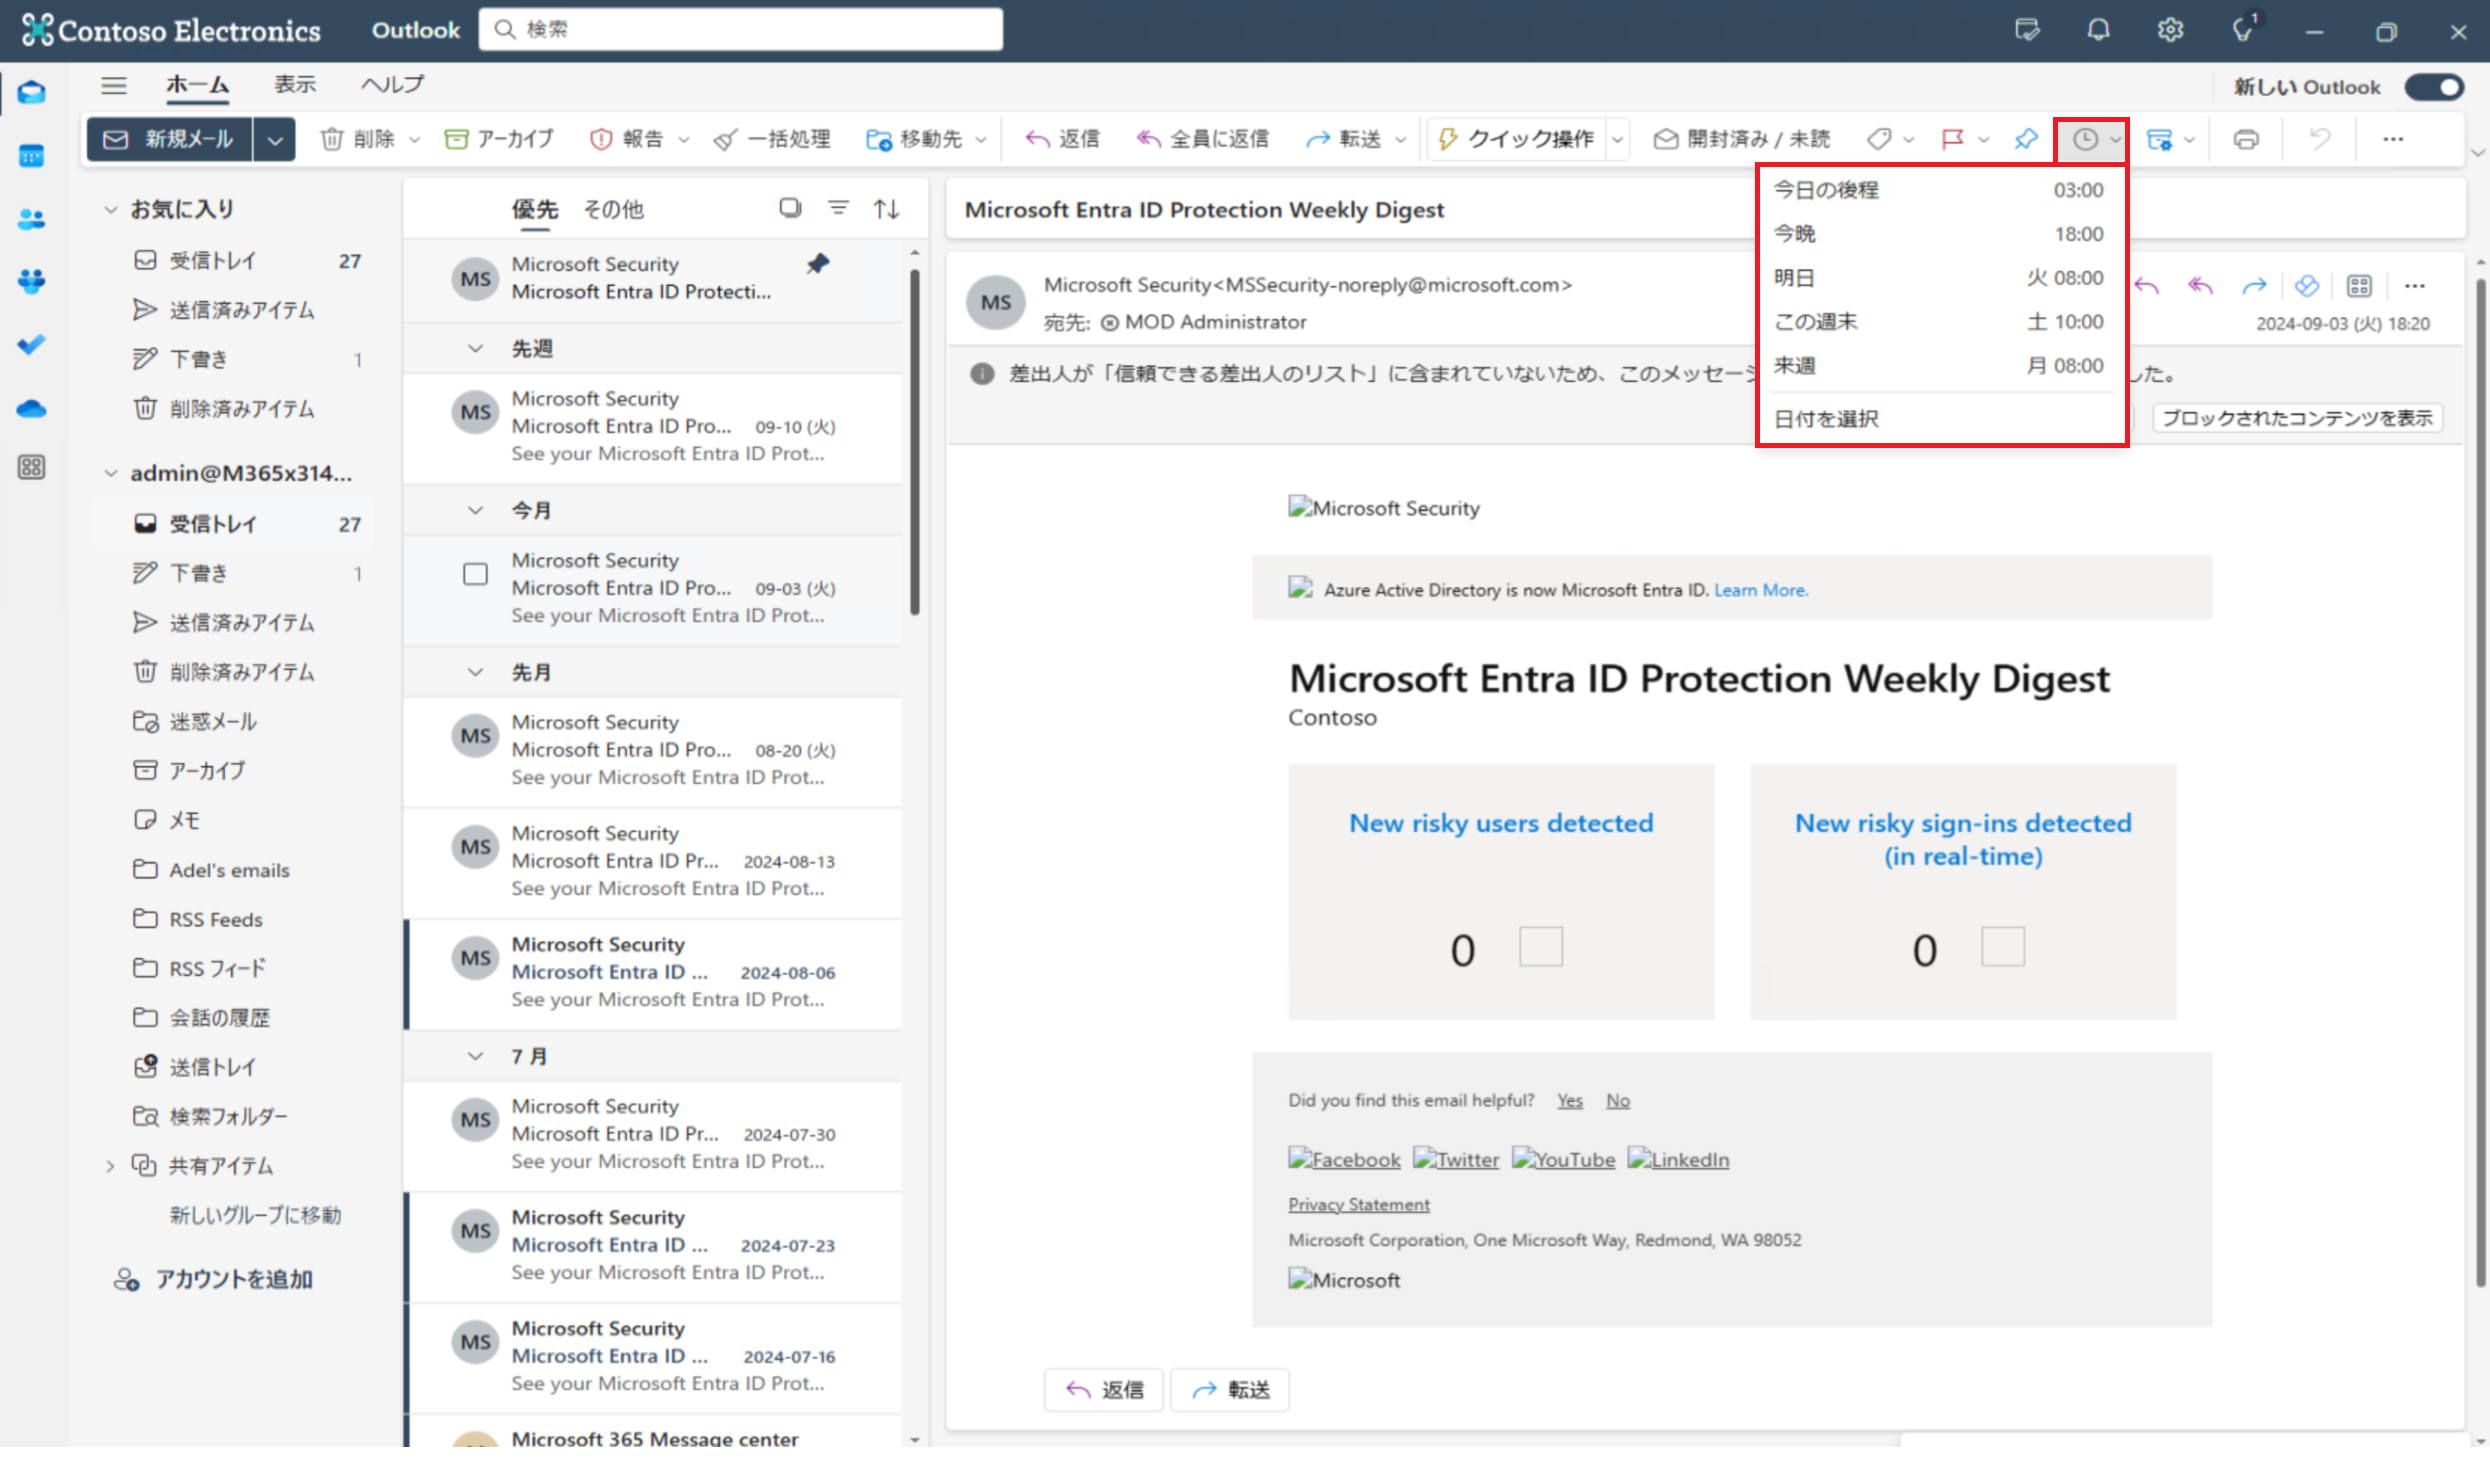 Contoso Electronics
Outlook
検索
1
ホーム
表示
ヘルプ
新しい Outlook
新規メール
削除
アーカイブ
報告
一括処理
移動先
返信
全員に返信
転送
クイック操作
開封済み / 未読
今日の後程 03:00
今晩 18:00
明日 火 08:00
この週末 土 10:00
来週 月 08:00
日付を選択
お気に入り
受信トレイ 27
送信済みアイテム
下書き 1
削除済みアイテム
admin@M365x314...
受信トレイ 27
下書き 1
送信済みアイテム
削除済みアイテム
迷惑メール
アーカイブ
メモ
Adel's emails
RSS Feeds
RSS フィード
会話の履歴
送信トレイ
検索フォルダー
共有アイテム
新しいグループに移動
アカウントを追加
優先
その他
MS
Microsoft Security
Microsoft Entra ID Protecti...
先週
MS
Microsoft Security
Microsoft Entra ID Pro... 09-10 (火)
See your Microsoft Entra ID Prot...
今月
Microsoft Security
Microsoft Entra ID Pro... 09-03 (火)
See your Microsoft Entra ID Prot...
先月
MS
Microsoft Security
Microsoft Entra ID Pro... 08-20 (火)
See your Microsoft Entra ID Prot...
MS
Microsoft Security
Microsoft Entra ID Pr... 2024-08-13
See your Microsoft Entra ID Prot...
MS
Microsoft Security
Microsoft Entra ID ... 2024-08-06
See your Microsoft Entra ID Prot...
7 月
MS
Microsoft Security
Microsoft Entra ID Pr... 2024-07-30
See your Microsoft Entra ID Prot...
MS
Microsoft Security
Microsoft Entra ID ... 2024-07-23
See your Microsoft Entra ID Prot...
MS
Microsoft Security
Microsoft Entra ID ... 2024-07-16
See your Microsoft Entra ID Prot...
Microsoft 365 Message center
Microsoft Entra ID Protection Weekly Digest
MS
Microsoft Security<MSSecurity-noreply@microsoft.com>
宛先: MOD Administrator
2024-09-03 (火) 18:20
差出人が「信頼できる差出人のリスト」に含まれていないため、このメッセージ
した。
ブロックされたコンテンツを表示
Microsoft Security
Azure Active Directory is now Microsoft Entra ID. Learn More.
Microsoft Entra ID Protection Weekly Digest
Contoso
New risky users detected
0
New risky sign-ins detected
(in real-time)
0
Did you find this email helpful? Yes No
Facebook Twitter YouTube LinkedIn
Privacy Statement
Microsoft Corporation, One Microsoft Way, Redmond, WA 98052
Microsoft
返信
転送